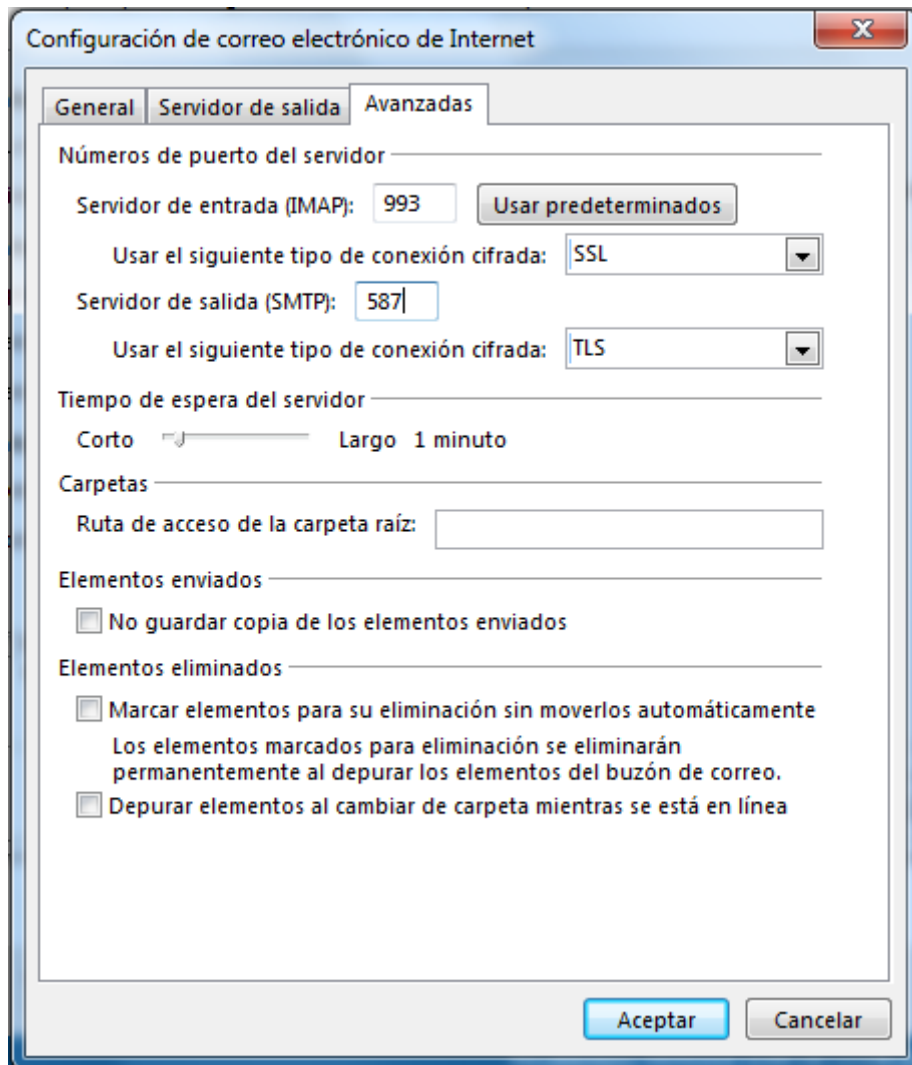 Configuración de correo electrónico de Internet
General Servidor de salida Avanzadas
Números de puerto del servidor
Servidor de entrada (IMAP): 993 Usar predeterminados
Usar el siguiente tipo de conexión cifrada: SSL
Servidor de salida (SMTP): 587
Usar el siguiente tipo de conexión cifrada: TLS
Tiempo de espera del servidor
Corto Largo 1 minuto
Carpetas
Ruta de acceso de la carpeta raíz:
Elementos enviados
No guardar copia de los elementos enviados
Elementos eliminados
Marcar elementos para su eliminación sin moverlos automáticamente
Los elementos marcados para eliminación se eliminarán
permanentemente al depurar los elementos del buzón de correo.
Depurar elementos al cambiar de carpeta mientras se está en línea
Aceptar Cancelar